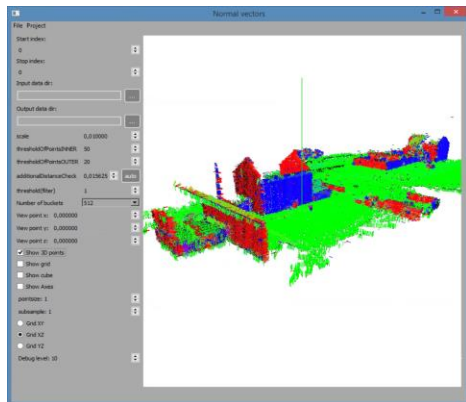 Normal vectors
File Project
Start index:
0
Stop index:
0
Input data dir:
...
Output data dir:
...
scale 0,010000
thresholdOfPointsINNER 50
thresholdOfPointsOUTER 20
additionalDistanceCheck 0,015625 auto
threshold(filter) 1
Number of buckets 512
View point x: 0,000000
View point y: 0,000000
View point z: 0,000000
Show 3D points
Show grid
Show cube
Show Axes
pointsize: 1
subsample: 1
Grid XY
Grid XZ
Grid YZ
Debug level: 10